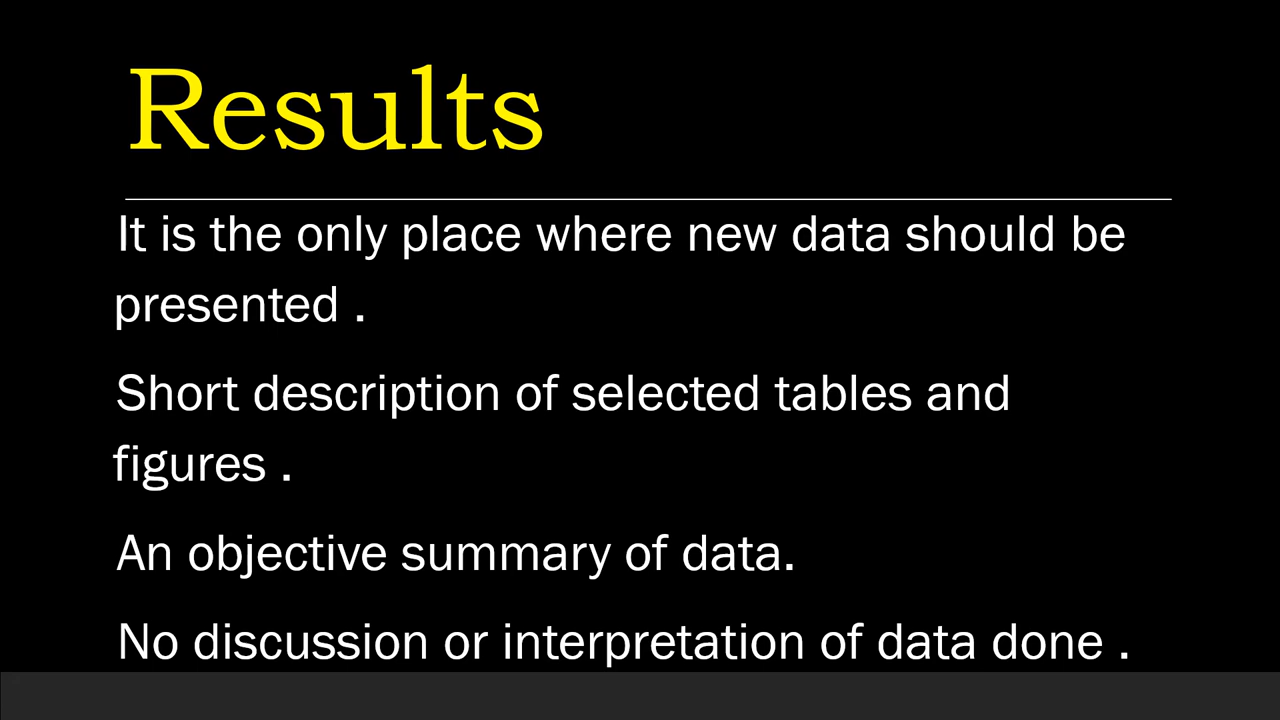 Results
It is the only place where new data should be
presented .
Short description of selected tables and
figures .
An objective summary of data.
No discussion or interpretation of data done .